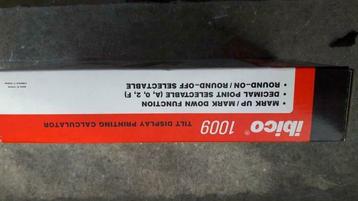 ibico 1009 TILT DISPLAY PRINTING CALCULATOR
• MARK UP/MARK DOWN FUNCTION
• DECIMAL POINT SELECTABLE (A, 0, 2, F)
• ROUND-ON / ROUND-OFF SELECTABLE